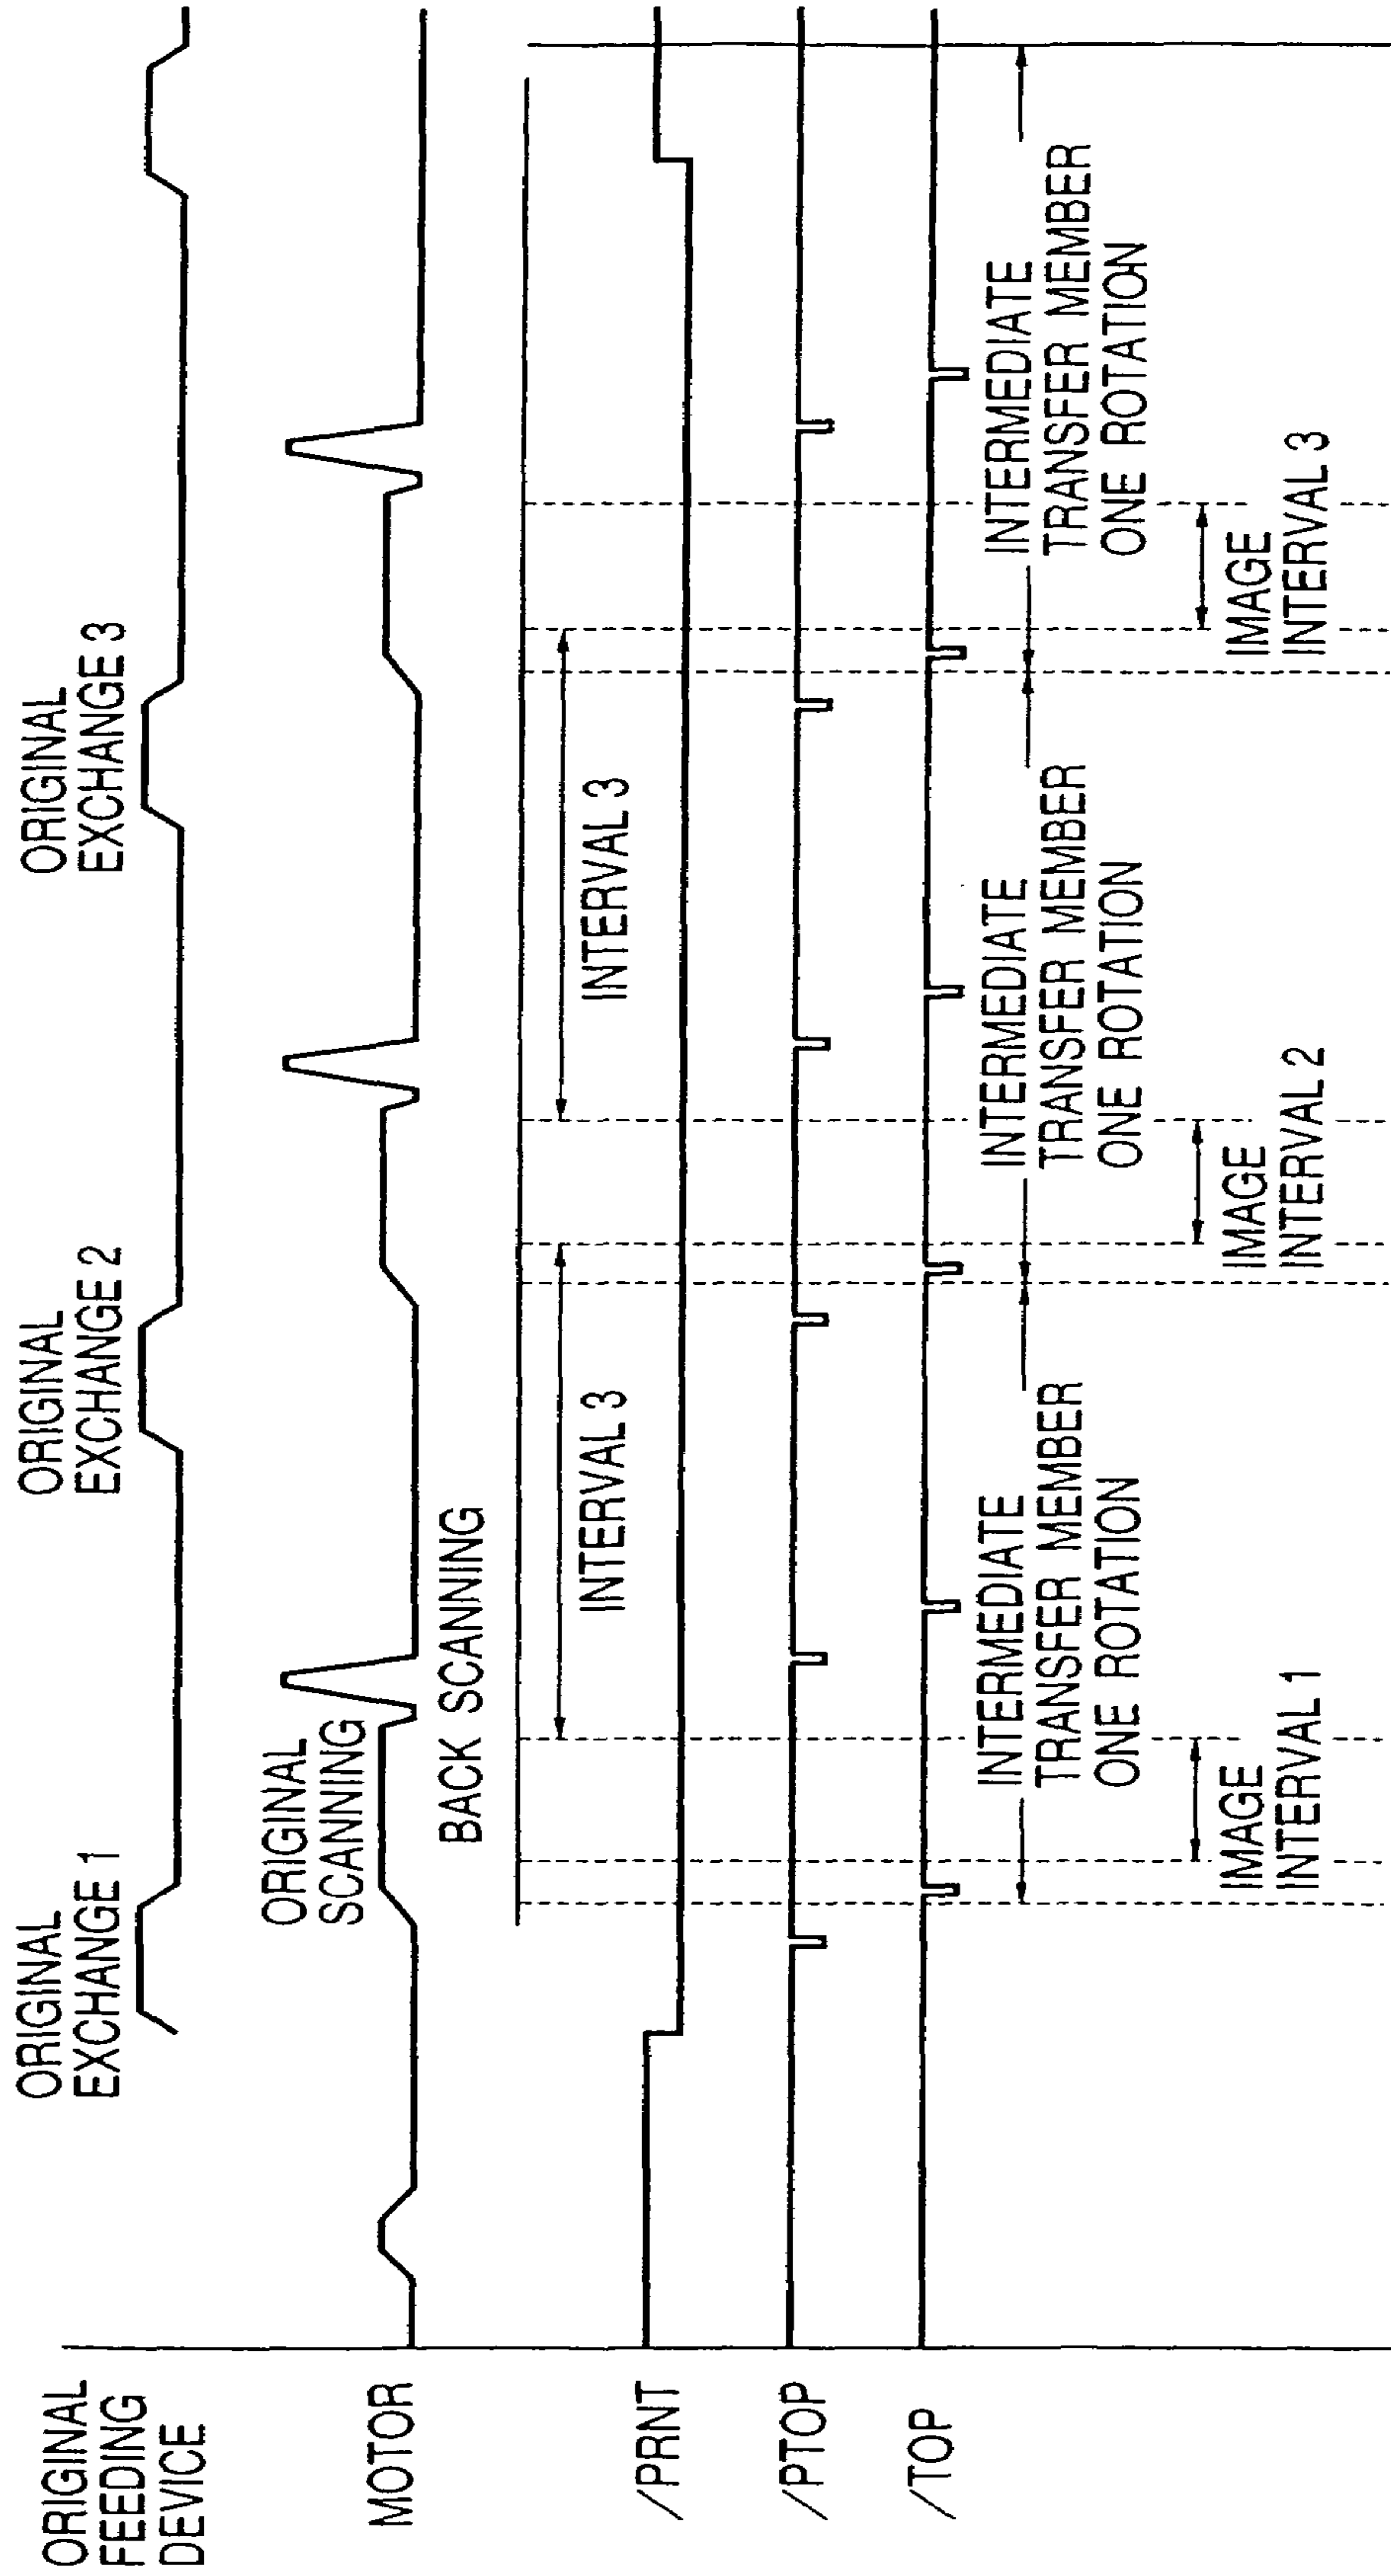 ORIGINAL
FEEDING
DEVICE
ORIGINAL
EXCHANGE 1
ORIGINAL
EXCHANGE 2
ORIGINAL
EXCHANGE 3
MOTOR
ORIGINAL
SCANNING
BACK SCANNING
INTERVAL 3
INTERVAL 3
/PRNT
/PTOP
/TOP
INTERMEDIATE
TRANSFER MEMBER
ONE ROTATION
INTERMEDIATE
TRANSFER MEMBER
ONE ROTATION
INTERMEDIATE
TRANSFER MEMBER
ONE ROTATION
IMAGE
INTERVAL 1
IMAGE
INTERVAL 2
IMAGE
INTERVAL 3